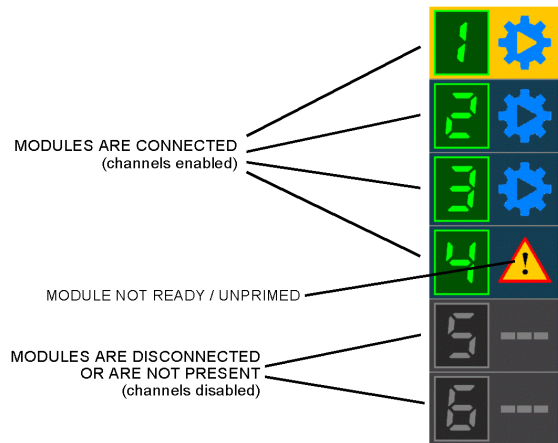 1
2
MODULES ARE CONNECTED
(channels enabled)
3
4
!
MODULE NOT READY / UNPRIMED
5
---
MODULES ARE DISCONNECTED
OR ARE NOT PRESENT
(channels disabled)
6
---